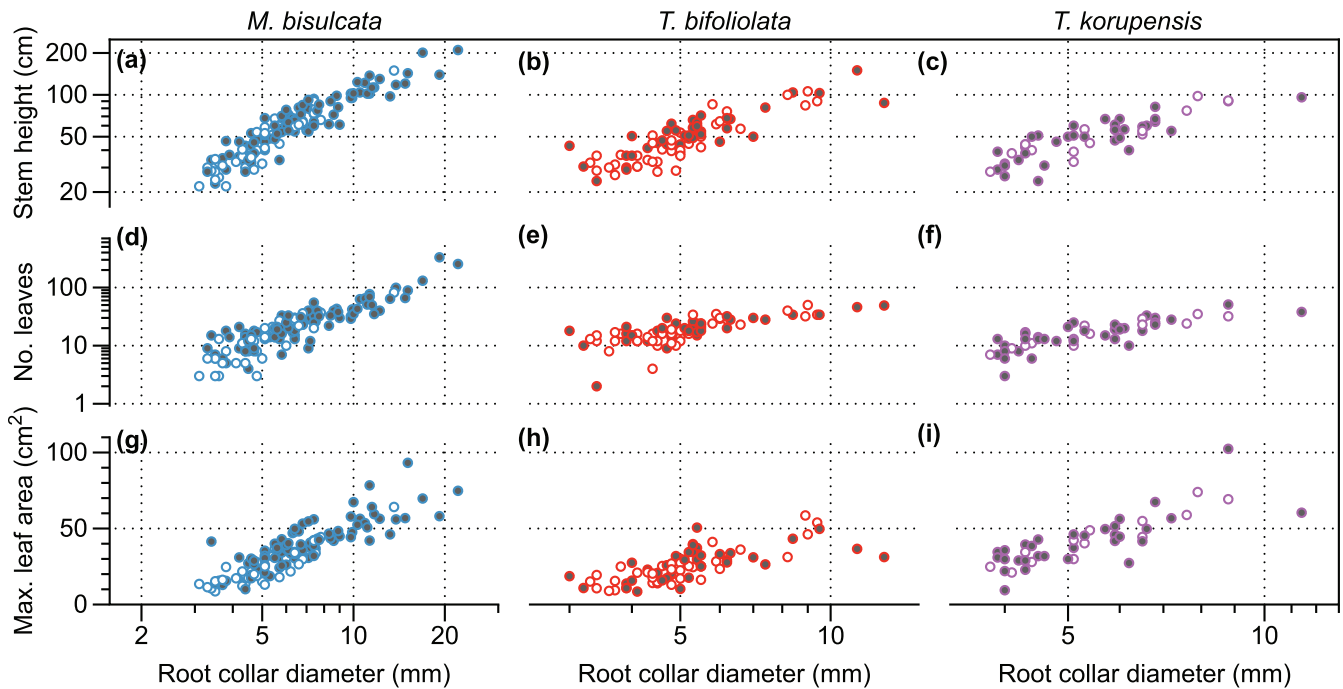 M. bisulcata T. bifoliolata T. korupensis
Stem height (cm)
200
100
50
20
(a) (b) (c)
No. leaves
100
10
1
(d) (e) (f)
Max. leaf area (cm²)
100
50
0
(g) (h) (i)
2 5 10 20 5 10 5 10
Root collar diameter (mm) Root collar diameter (mm) Root collar diameter (mm)